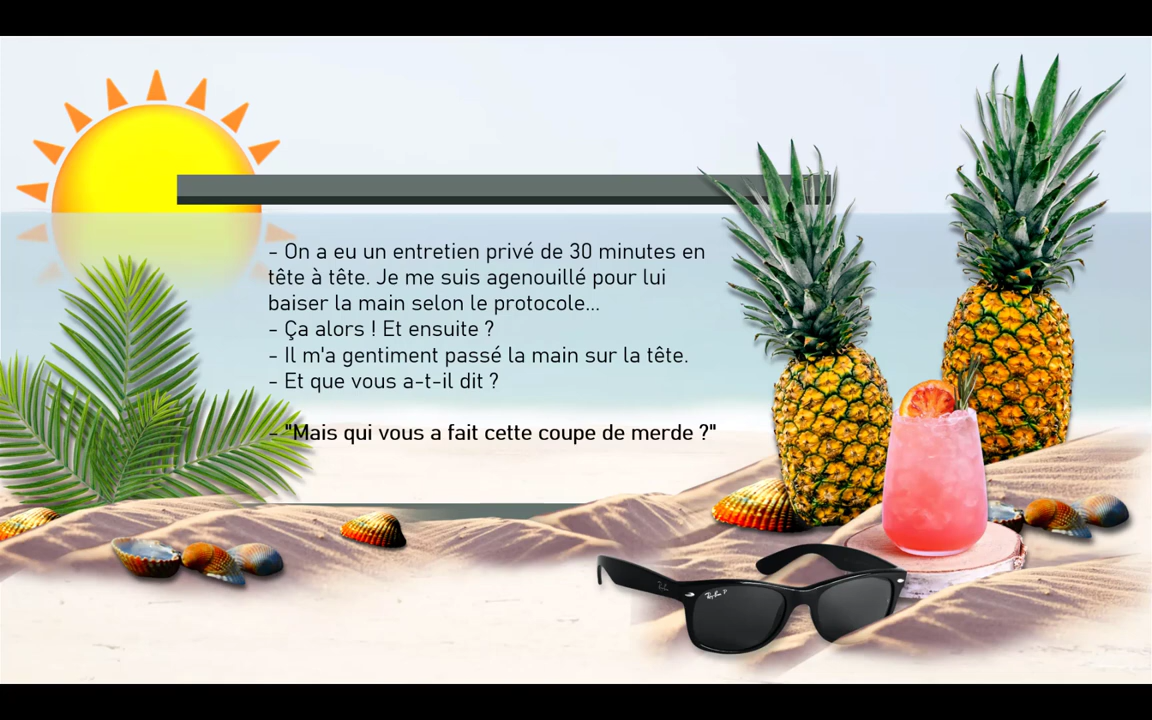 - On a eu un entretien privé de 30 minutes en
tête à tête. Je me suis agenouillé pour lui
baiser la main selon le protocole...
- Ça alors ! Et ensuite ?
- Il m'a gentiment passé la main sur la tête.
- Et que vous a-t-il dit ?
- "Mais qui vous a fait cette coupe de merde ?"
Ray-Ban P